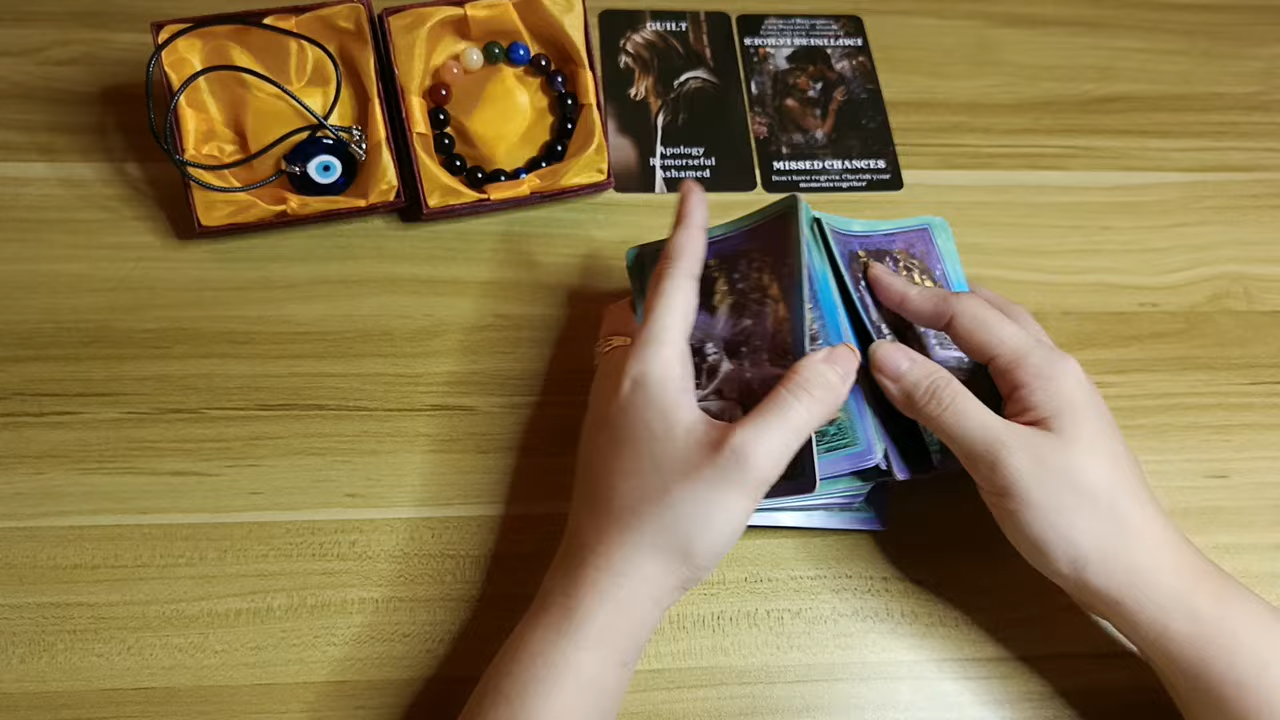 GUILT
Apology
Remorseful
Ashamed
MISSED CHANCES
Don't have regrets. Cherish your
moments together